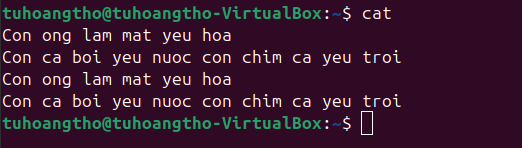 tuhoangtho@tuhoangtho-VirtualBox:~$ cat
Con ong lam mat yeu hoa
Con ca boi yeu nuoc con chim ca yeu troi
Con ong lam mat yeu hoa
Con ca boi yeu nuoc con chim ca yeu troi
tuhoangtho@tuhoangtho-VirtualBox:~$